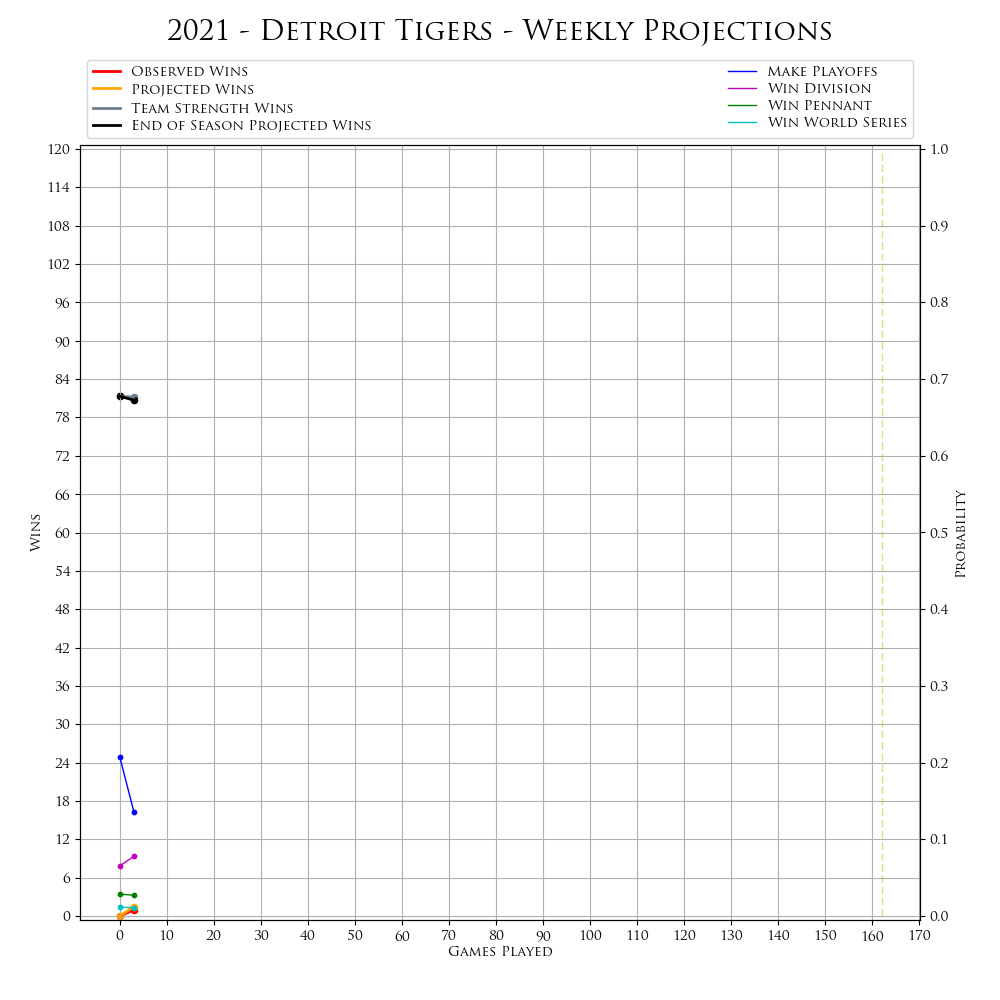 2021 - Detroit Tigers - Weekly Projections
Observed Wins
Projected Wins
Team Strength Wins
End of Season Projected Wins
Make Playoffs
Win Division
Win Pennant
Win World Series
120
114
108
102
96
90
84
78
72
66
60
54
48
42
36
30
24
18
12
6
0
Wins
1.0
0.9
0.8
0.7
0.6
0.5
0.4
0.3
0.2
0.1
0.0
Probability
0 10 20 30 40 50 60 70 80 90 100 110 120 130 140 150 160 170
Games Played